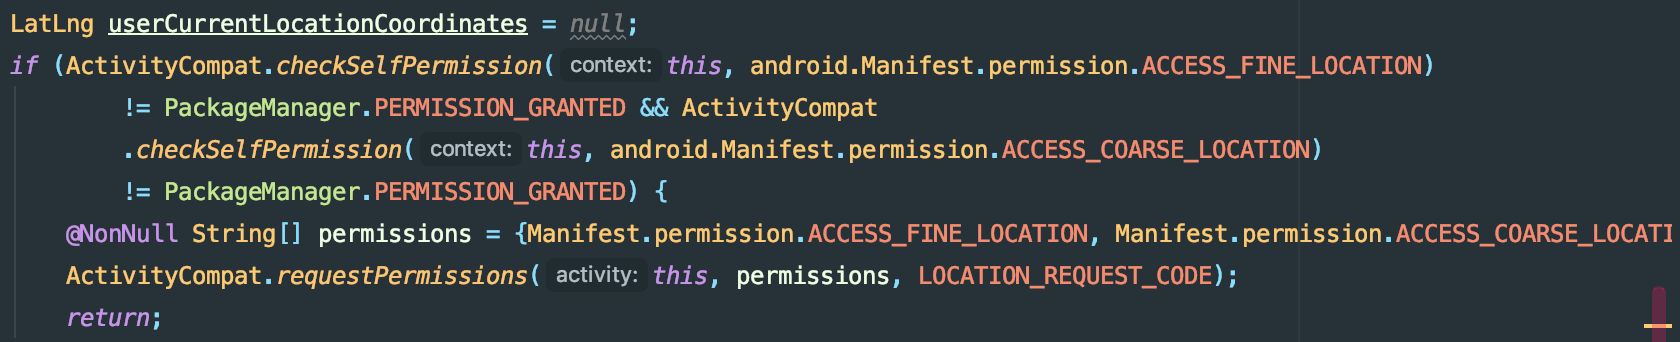 LatLng userCurrentLocationCoordinates = null;
if (ActivityCompat.checkSelfPermission( context: this, android.Manifest.permission.ACCESS_FINE_LOCATION)
!= PackageManager.PERMISSION_GRANTED && ActivityCompat
.checkSelfPermission( context: this, android.Manifest.permission.ACCESS_COARSE_LOCATION)
!= PackageManager.PERMISSION_GRANTED) {
@NonNull String[] permissions = {Manifest.permission.ACCESS_FINE_LOCATION, Manifest.permission.ACCESS_COARSE_LOCATI
ActivityCompat.requestPermissions( activity: this, permissions, LOCATION_REQUEST_CODE);
return;